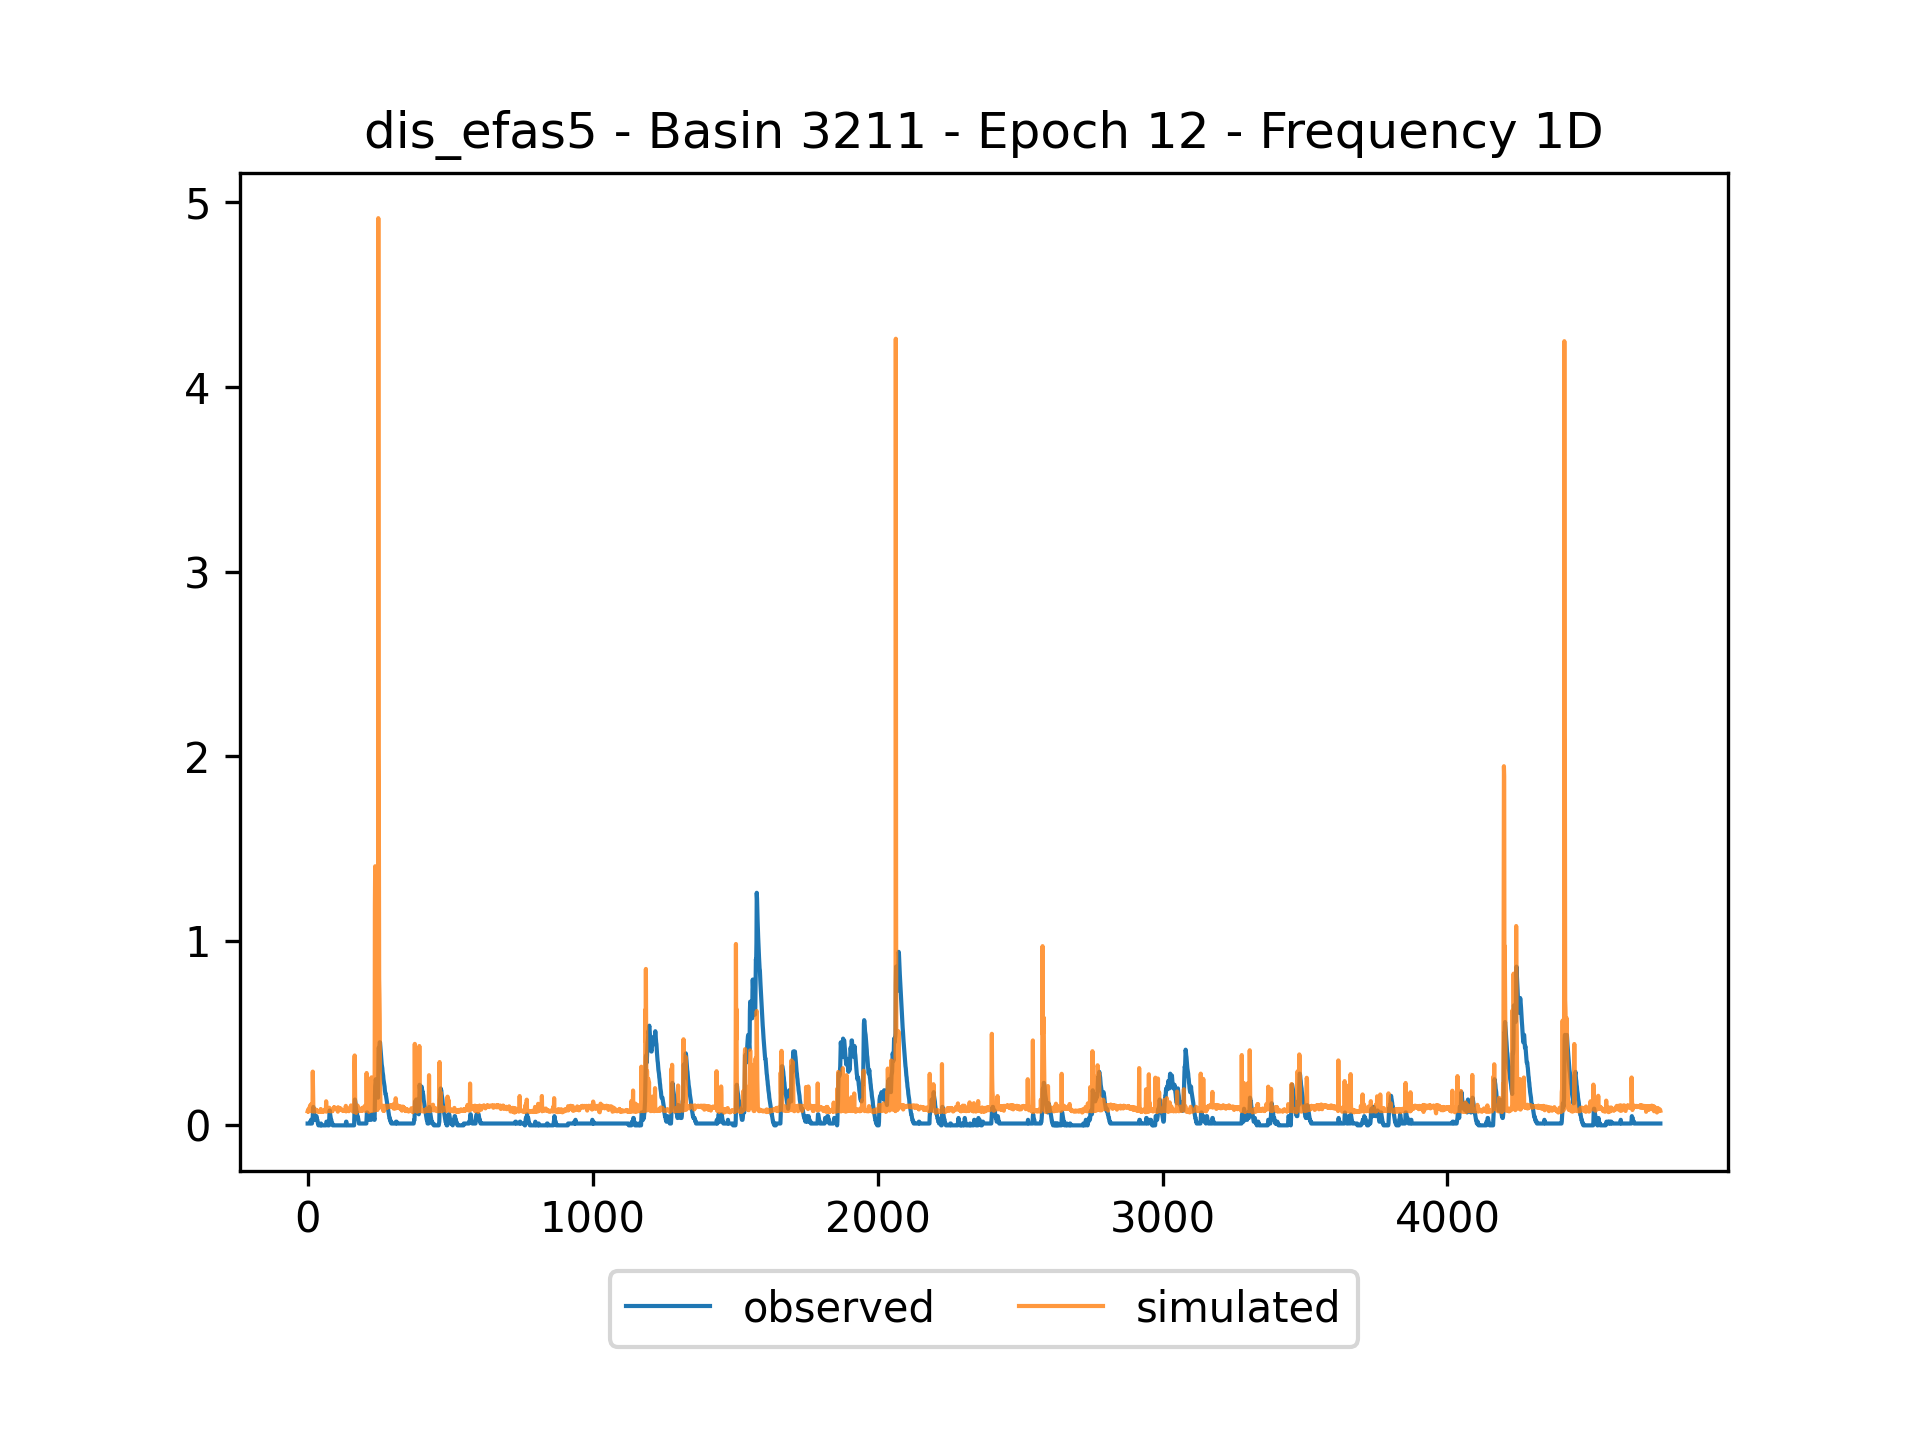 dis_efas5 - Basin 3211 - Epoch 12 - Frequency 1D
5
4
3
2
1
0
0 1000 2000 3000 4000
observed simulated